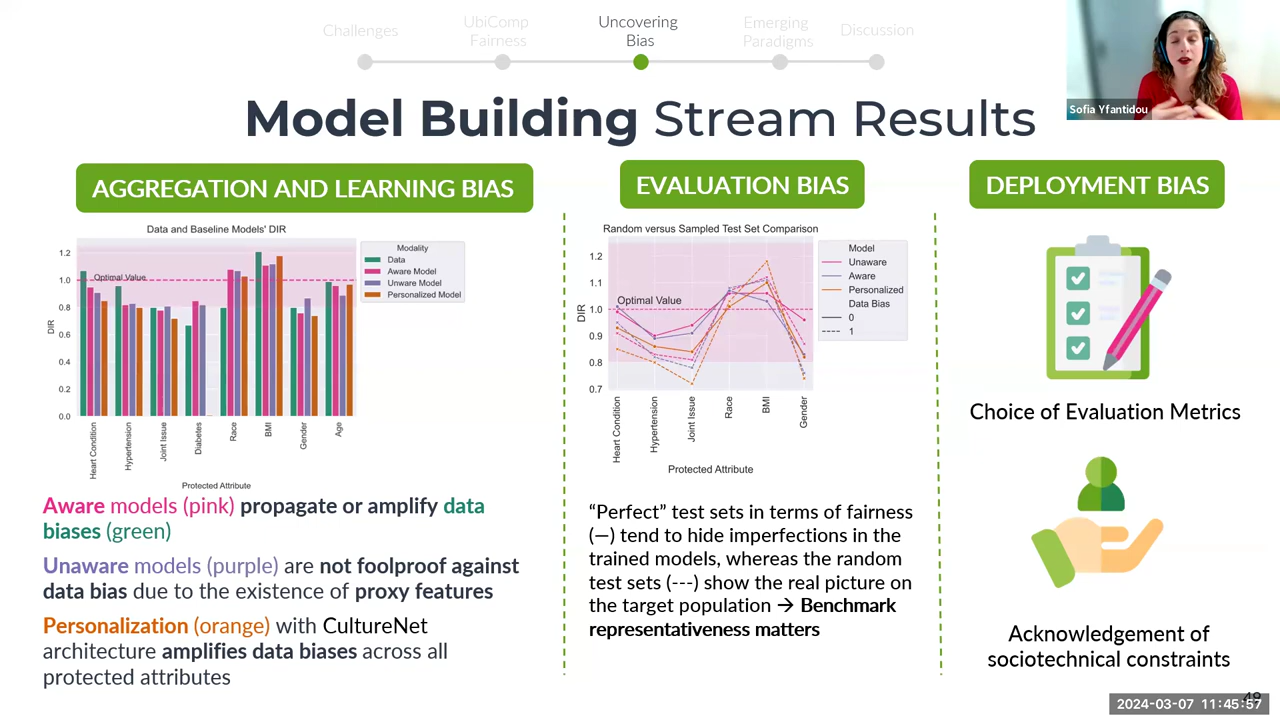 Challenges
UbiComp
Fairness
Uncovering
Bias
Emerging
Paradigms
Discussion
Sofia Yfantidou
Model Building Stream Results
AGGREGATION AND LEARNING BIAS
Data and Baseline Models' DIR
1.2
1.0
0.8
0.6
0.4
0.2
0.0
DIR
Optimal Value
Modality
Data
Aware Model
Unware Model
Personalized Model
Heart Condition
Hypertension
Joint Issue
Diabetes
Race
BMI
Gender
Age
Protected Attribute
Aware models (pink) propagate or amplify data
biases (green)
Unaware models (purple) are not foolproof against
data bias due to the existence of proxy features
Personalization (orange) with CultureNet
architecture amplifies data biases across all
protected attributes
EVALUATION BIAS
Random versus Sampled Test Set Comparison
1.2
1.1
1.0
0.9
0.8
0.7
DIR
Optimal Value
Model
Unaware
Aware
Personalized
Data Bias
0
1
Heart Condition
Hypertension
Joint Issue
Race
BMI
Gender
Protected Attribute
“Perfect” test sets in terms of fairness
(—) tend to hide imperfections in the
trained models, whereas the random
test sets (---) show the real picture on
the target population → Benchmark
representativeness matters
DEPLOYMENT BIAS
Choice of Evaluation Metrics
Acknowledgement of
sociotechnical constraints
2024-03-07 11:45:57